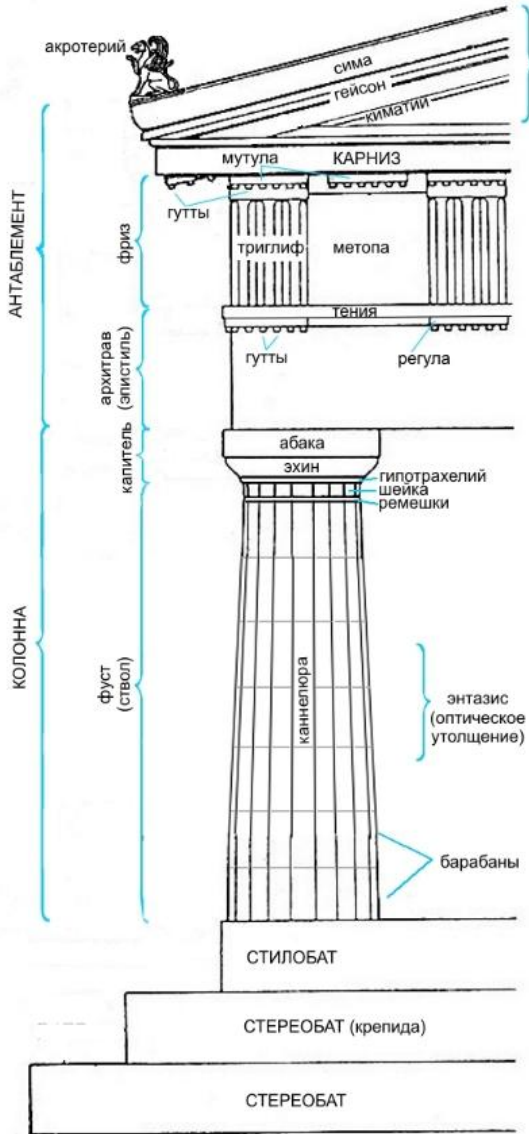 акротерий
сима
гейсон
киматий
мутула
КАРНИЗ
гутты
триглиф
метопа
тения
гутты
регула
АНТАБЛЕМЕНТ
фриз
архитрав
(эпистиль)
капитель
абака
эхин
гипотрахелий
шейка
ремешки
КОЛОННА
фуст
(ствол)
каннелюра
энтазис
(оптическое
утолщение)
барабаны
СТИЛОБАТ
СТЕРЕОБАТ (крепида)
СТЕРЕОБАТ